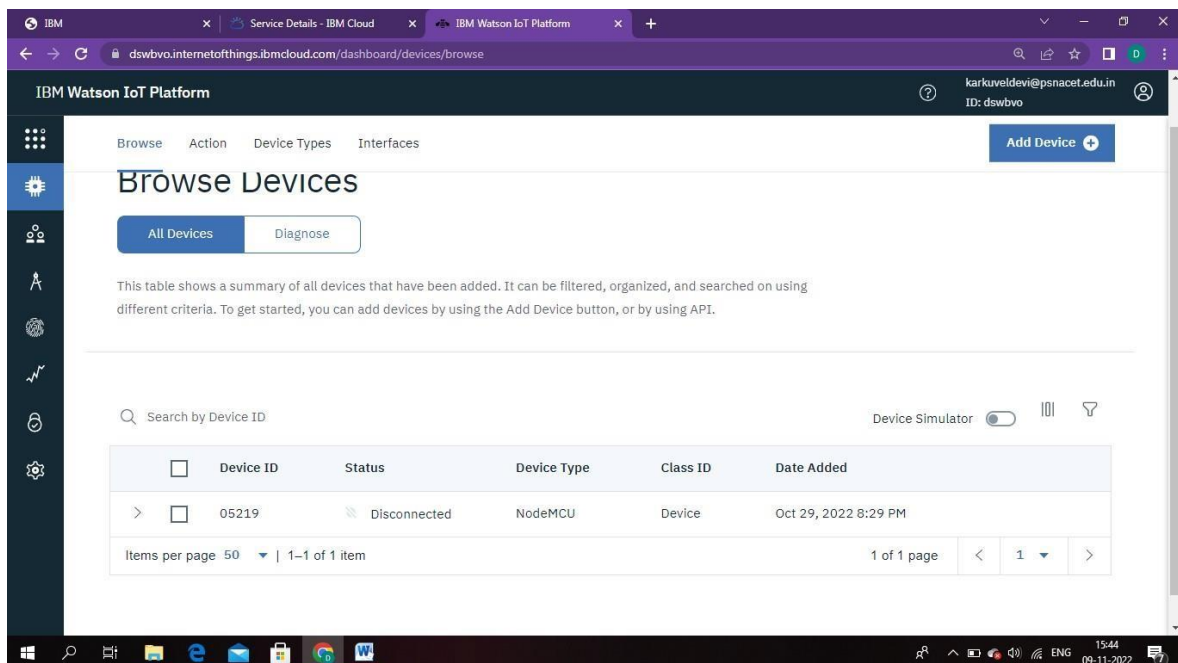 IBM
Service Details - IBM Cloud
IBM Watson IoT Platform
dswbvo.internetofthings.ibmcloud.com/dashboard/devices/browse
D
IBM Watson IoT Platform
karkuveldevi@psnacet.edu.in
ID: dswbvo
Browse Action Device Types Interfaces
Add Device
Browse Devices
All Devices Diagnose
This table shows a summary of all devices that have been added. It can be filtered, organized, and searched on using
different criteria. To get started, you can add devices by using the Add Device button, or by using API.
Search by Device ID
Device Simulator
Device ID Status Device Type Class ID Date Added
05219 Disconnected NodeMCU Device Oct 29, 2022 8:29 PM
Items per page 50 | 1–1 of 1 item 1 of 1 page 1
ENG
15:44
09-11-2022
7